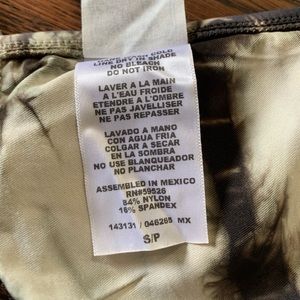 LINE DRY IN SHADE
NO BLEACH
DO NOT IRON
LAVER A LA MAIN
A L'EAU FROIDE
ETENDRE A L'OMBRE
NE PAS JAVELLISER
NE PAS REPASSER
LAVADO A MANO
CON AGUA FRIA
COLGAR A SECAR
EN LA SOMBRA
NO USE BLANQUEADOR
NO PLANCHAR
ASSEMBLED IN MEXICO
RN#59526
84% NYLON
16% SPANDEX
143131 / 046265 MX
S/P